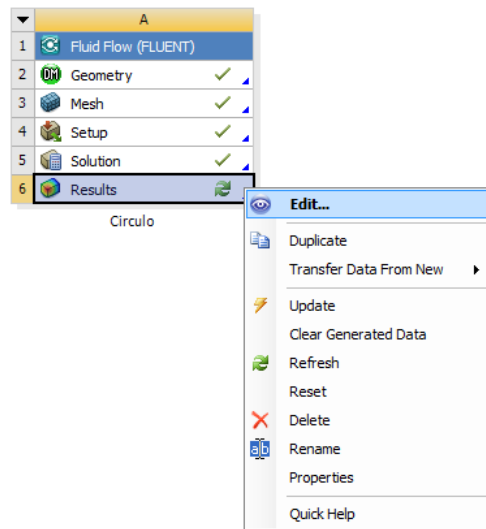 A
1 Fluid Flow (FLUENT)
2 DM Geometry
3 Mesh
4 Setup
5 Solution
6 Results
Circulo
Edit...
Duplicate
Transfer Data From New
Update
Clear Generated Data
Refresh
Reset
Delete
ab Rename
Properties
Quick Help